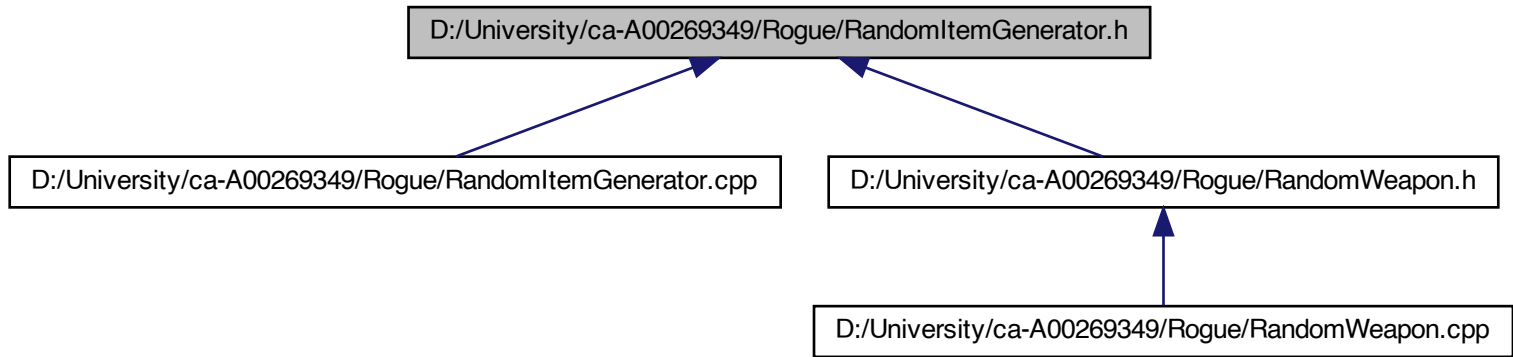 D:/University/ca-A00269349/Rogue/RandomItemGenerator.h
D:/University/ca-A00269349/Rogue/RandomItemGenerator.cpp
D:/University/ca-A00269349/Rogue/RandomWeapon.h
D:/University/ca-A00269349/Rogue/RandomWeapon.cpp